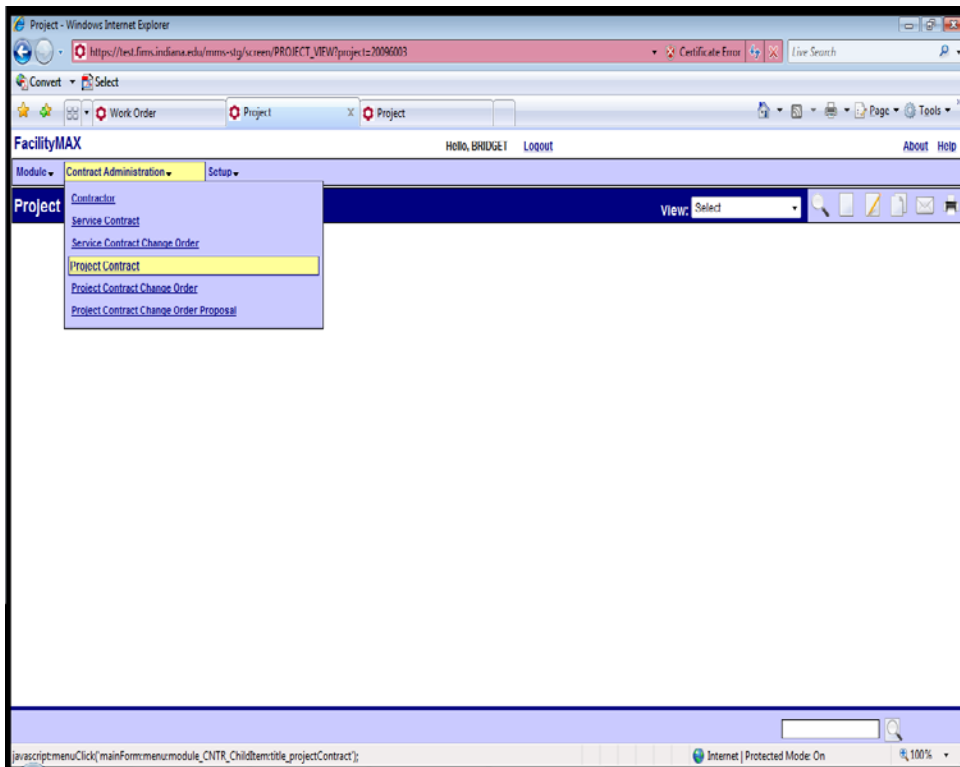 Project - Windows Internet Explorer
https://test.fims.indiana.edu/mms-stg/screen/PROJECT_VIEW?project=20096003
Certificate Error
Live Search
Convert Select
Work Order Project X Project
Page Tools
FacilityMAX Hello, BRIDGET Logout About Help
Module Contract Administration Setup
Project View: Select
Contractor
Service Contract
Service Contract Change Order
Project Contract
Project Contract Change Order
Project Contract Change Order Proposal
javascript:menuClick('mainForm:menu:module_CNTR_ChildItem:title_projectContract'); Internet | Protected Mode: On 100%